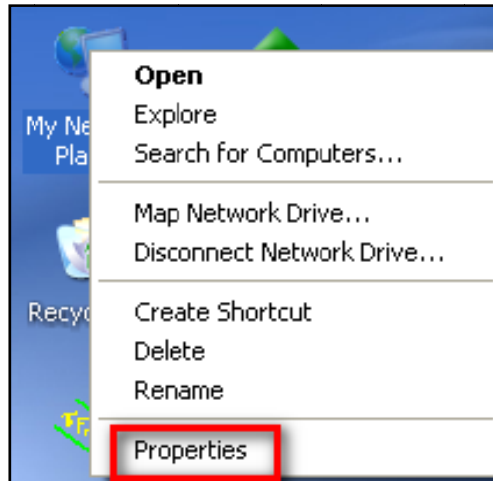 Open
Explore
My Ne
Search for Computers...
Pla
Map Network Drive...
Disconnect Network Drive...
Recyc
Create Shortcut
Delete
Rename
Properties